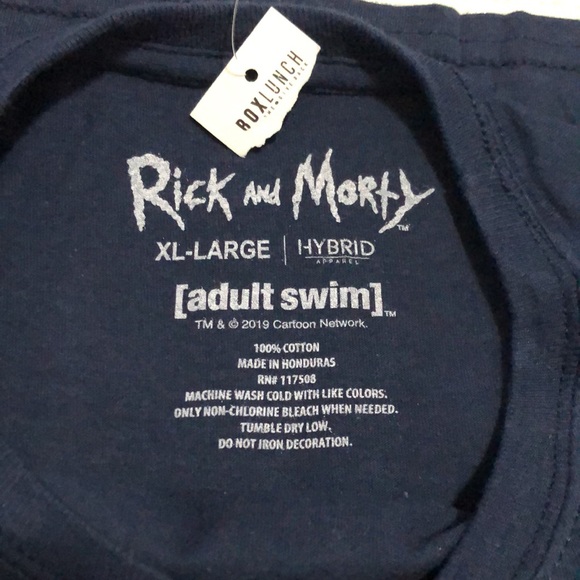 BOXLUNCH
Rick and Morty™
XL-LARGE | HYBRID
APPAREL
[adult swim]™
TM & © 2019 Cartoon Network.
100% COTTON
MADE IN HONDURAS
RN# 117508
MACHINE WASH COLD WITH LIKE COLORS.
ONLY NON-CHLORINE BLEACH WHEN NEEDED.
TUMBLE DRY LOW.
DO NOT IRON DECORATION.